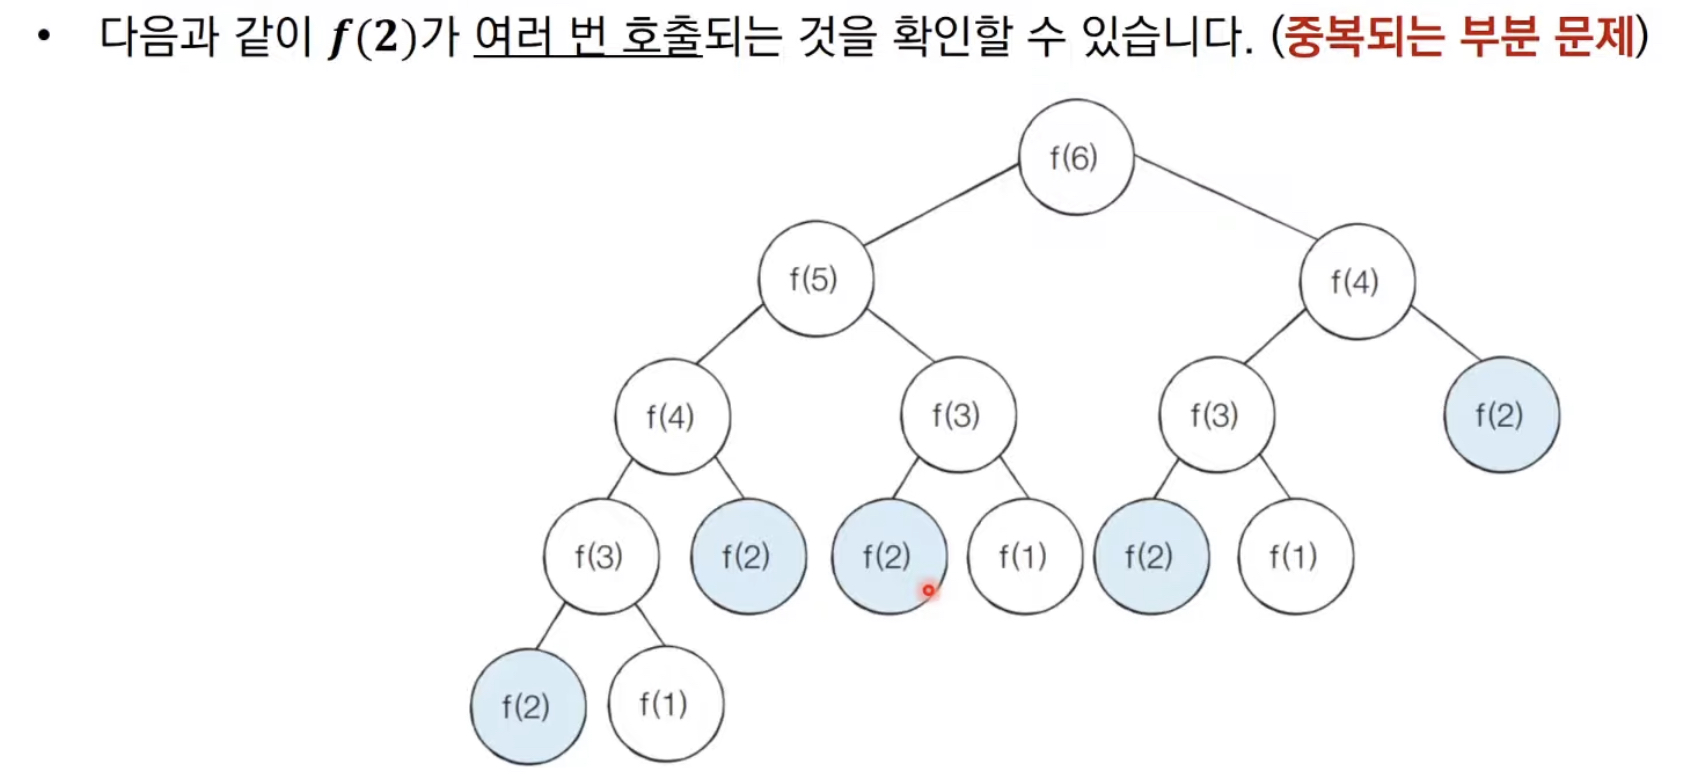 • 다음과 같이 f(2)가 여러 번 호출되는 것을 확인할 수 있습니다. (중복되는 부분 문제)
f(6)
f(5) f(4)
f(4) f(3) f(3) f(2)
f(3) f(2) f(2) f(1) f(2) f(1)
f(2) f(1)